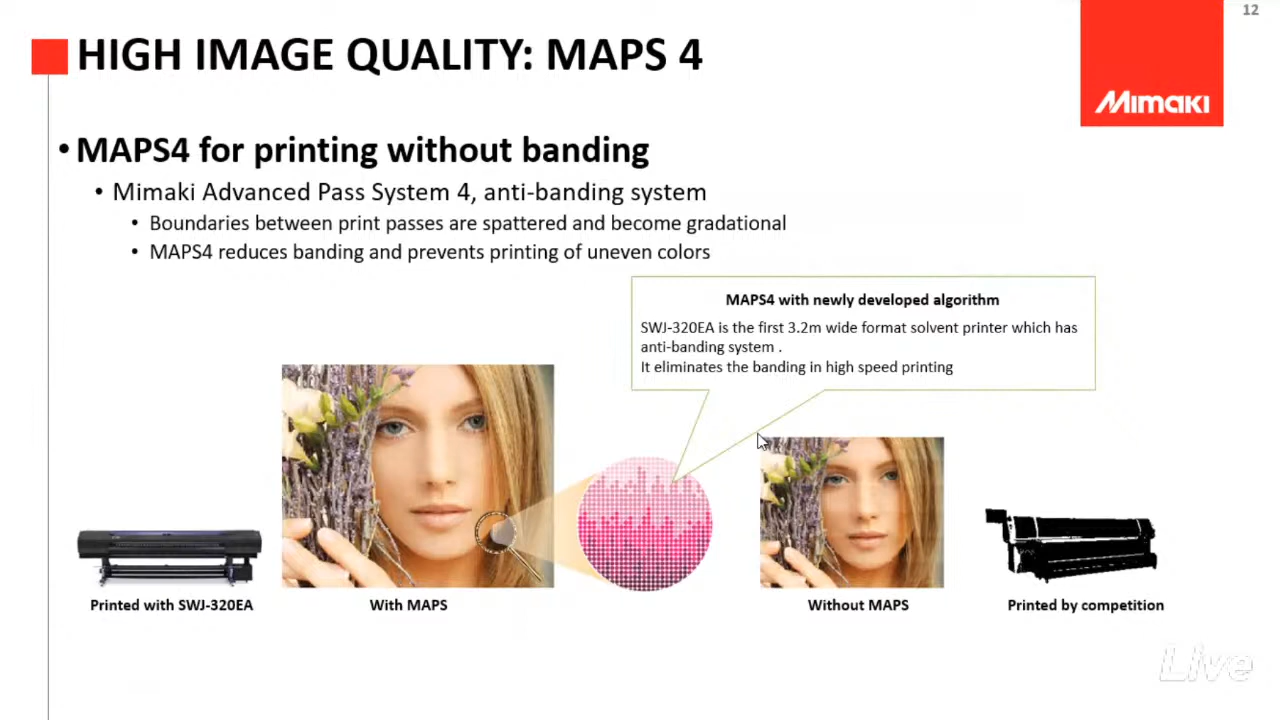 12
HIGH IMAGE QUALITY: MAPS 4
Mimaki
• MAPS4 for printing without banding
• Mimaki Advanced Pass System 4, anti-banding system
• Boundaries between print passes are spattered and become gradational
• MAPS4 reduces banding and prevents printing of uneven colors
MAPS4 with newly developed algorithm
SWJ-320EA is the first 3.2m wide format solvent printer which has
anti-banding system .
It eliminates the banding in high speed printing
Printed with SWJ-320EA
With MAPS
Without MAPS
Printed by competition
Live